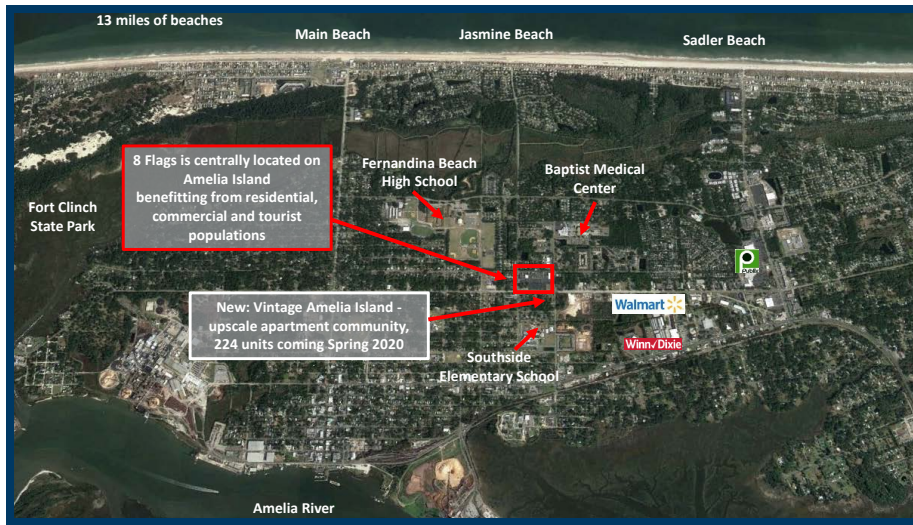 13 miles of beaches
Main Beach
Jasmine Beach
Sadler Beach
8 Flags is centrally located on
Amelia Island
benefitting from residential,
commercial and tourist
populations
Fernandina Beach
High School
Baptist Medical
Center
Fort Clinch
State Park
Publix
New: Vintage Amelia Island -
upscale apartment community,
224 units coming Spring 2020
Walmart
Winn Dixie
Southside
Elementary School
Amelia River